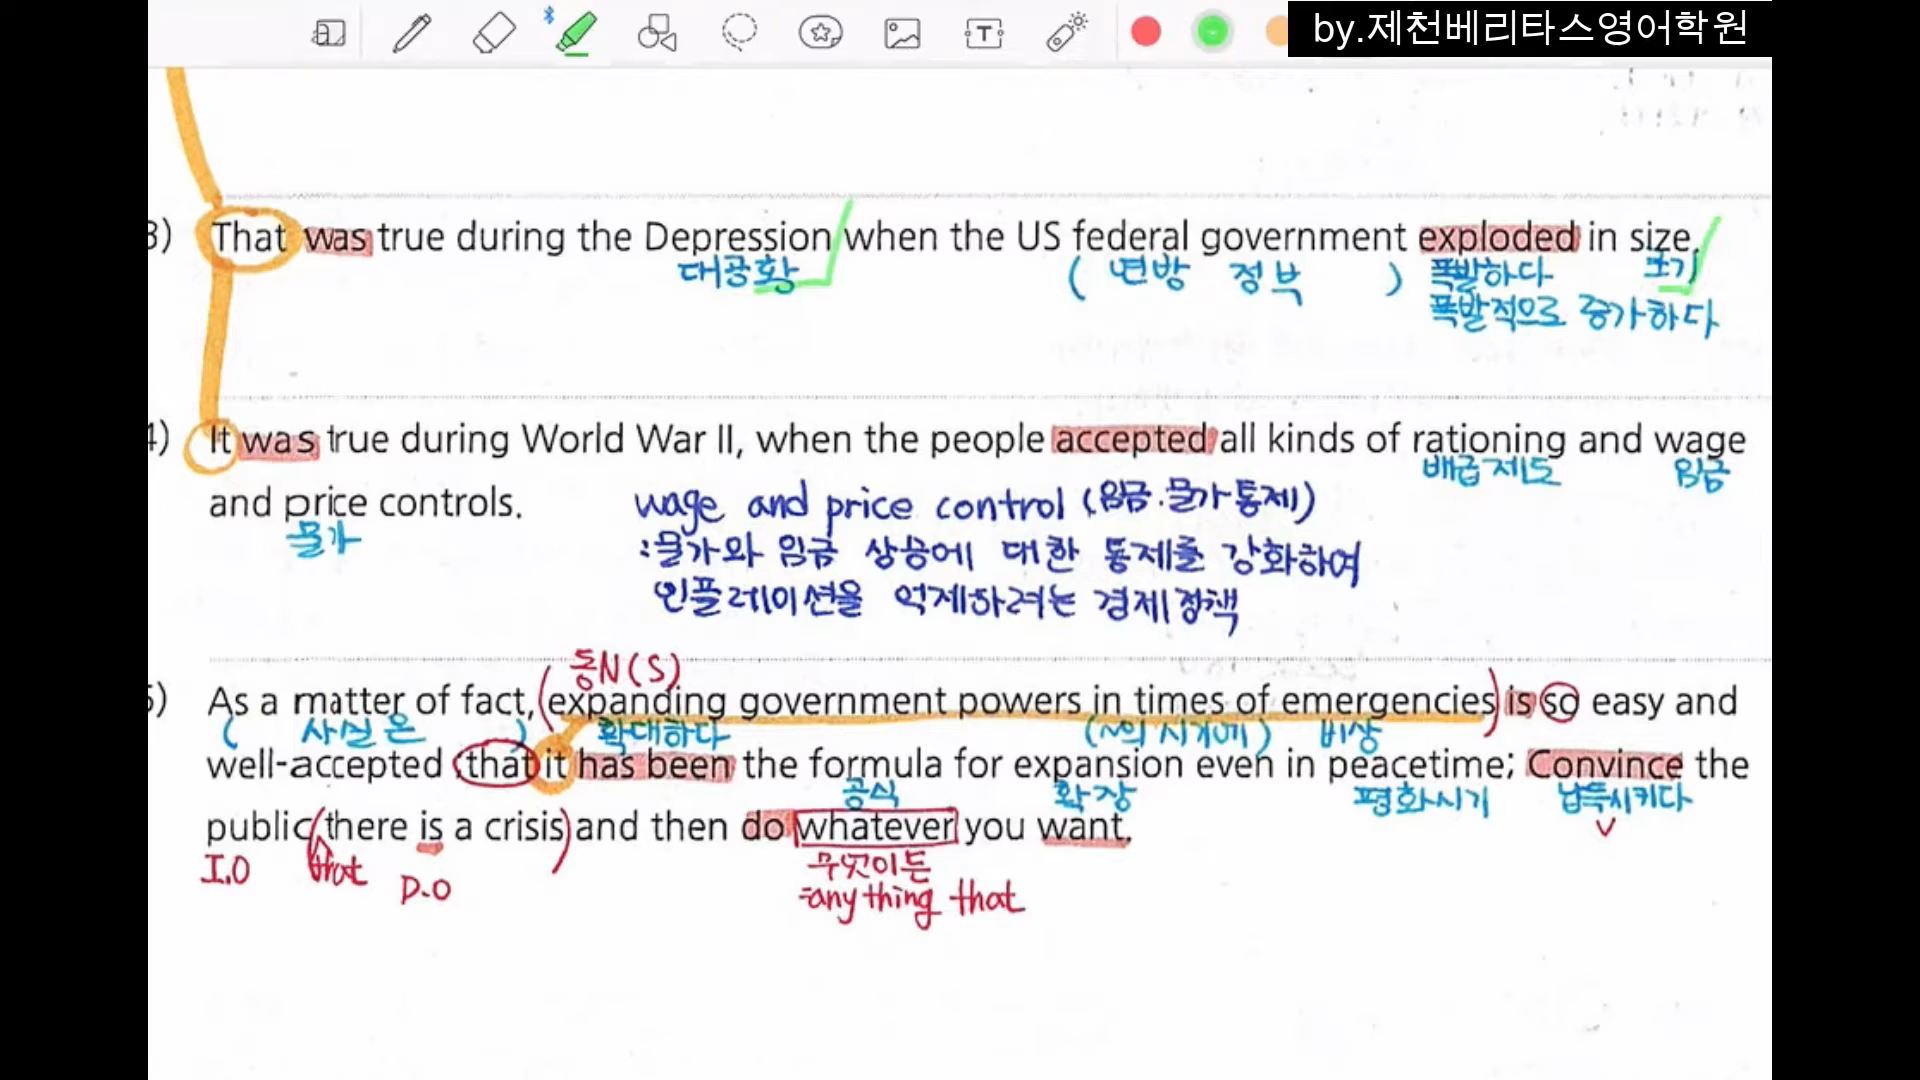 by.제천베리타스영어학원
3) That was true during the Depression when the US federal government exploded in size.
대공황 ( 연방 정부 ) 폭발하다 크기
폭발적으로 증가하다
4) It was true during World War II, when the people accepted all kinds of rationing and wage
배급제도 임금
and price controls. wage and price control (임금·물가 통제)
물가
:물가와 임금 상승에 대한 통제를 강화하여
인플레이션을 억제하려는 경제정책
동N(S)
5) As a matter of fact, (expanding government powers in times of emergencies) is so easy and
( 사실은 ) 확대하다 (~의 시기에) 비상
well-accepted that it has been the formula for expansion even in peacetime; Convince the
공식 확장 평화시기 납득시키다
public (there is a crisis) and then do whatever you want.
V
I.O that D.O 무엇이든
=anything that